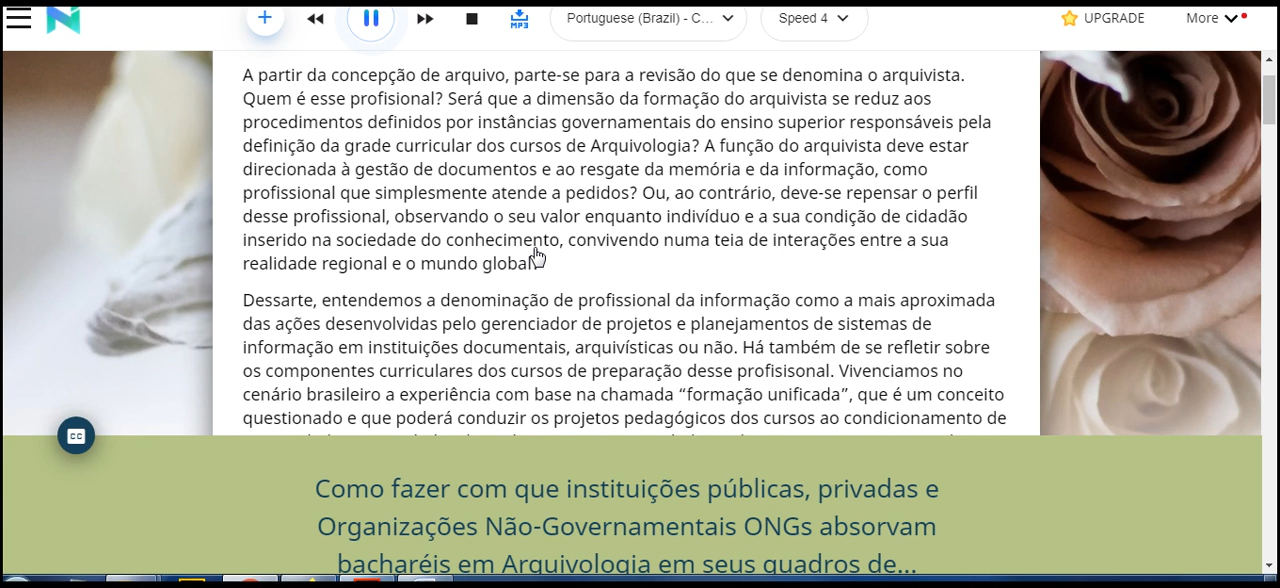 MP3
Portuguese (Brazil) - C...
Speed 4
UPGRADE
More
A partir da concepção de arquivo, parte-se para a revisão do que se denomina o arquivista.
Quem é esse profisional? Será que a dimensão da formação do arquivista se reduz aos
procedimentos definidos por instâncias governamentais do ensino superior responsáveis pela
definição da grade curricular dos cursos de Arquivologia? A função do arquivista deve estar
direcionada à gestão de documentos e ao resgate da memória e da informação, como
profissional que simplesmente atende a pedidos? Ou, ao contrário, deve-se repensar o perfil
desse profissional, observando o seu valor enquanto indivíduo e a sua condição de cidadão
inserido na sociedade do conhecimento, convivendo numa teia de interações entre a sua
realidade regional e o mundo global.
Dessarte, entendemos a denominação de profissional da informação como a mais aproximada
das ações desenvolvidas pelo gerenciador de projetos e planejamentos de sistemas de
informação em instituições documentais, arquivísticas ou não. Há também de se refletir sobre
os componentes curriculares dos cursos de preparação desse profisisonal. Vivenciamos no
cenário brasileiro a experiência com base na chamada “formação unificada”, que é um conceito
questionado e que poderá conduzir os projetos pedagógicos dos cursos ao condicionamento de
CC
Como fazer com que instituições públicas, privadas e
Organizações Não-Governamentais ONGs absorvam
bacharéis em Arquivologia em seus quadros de...